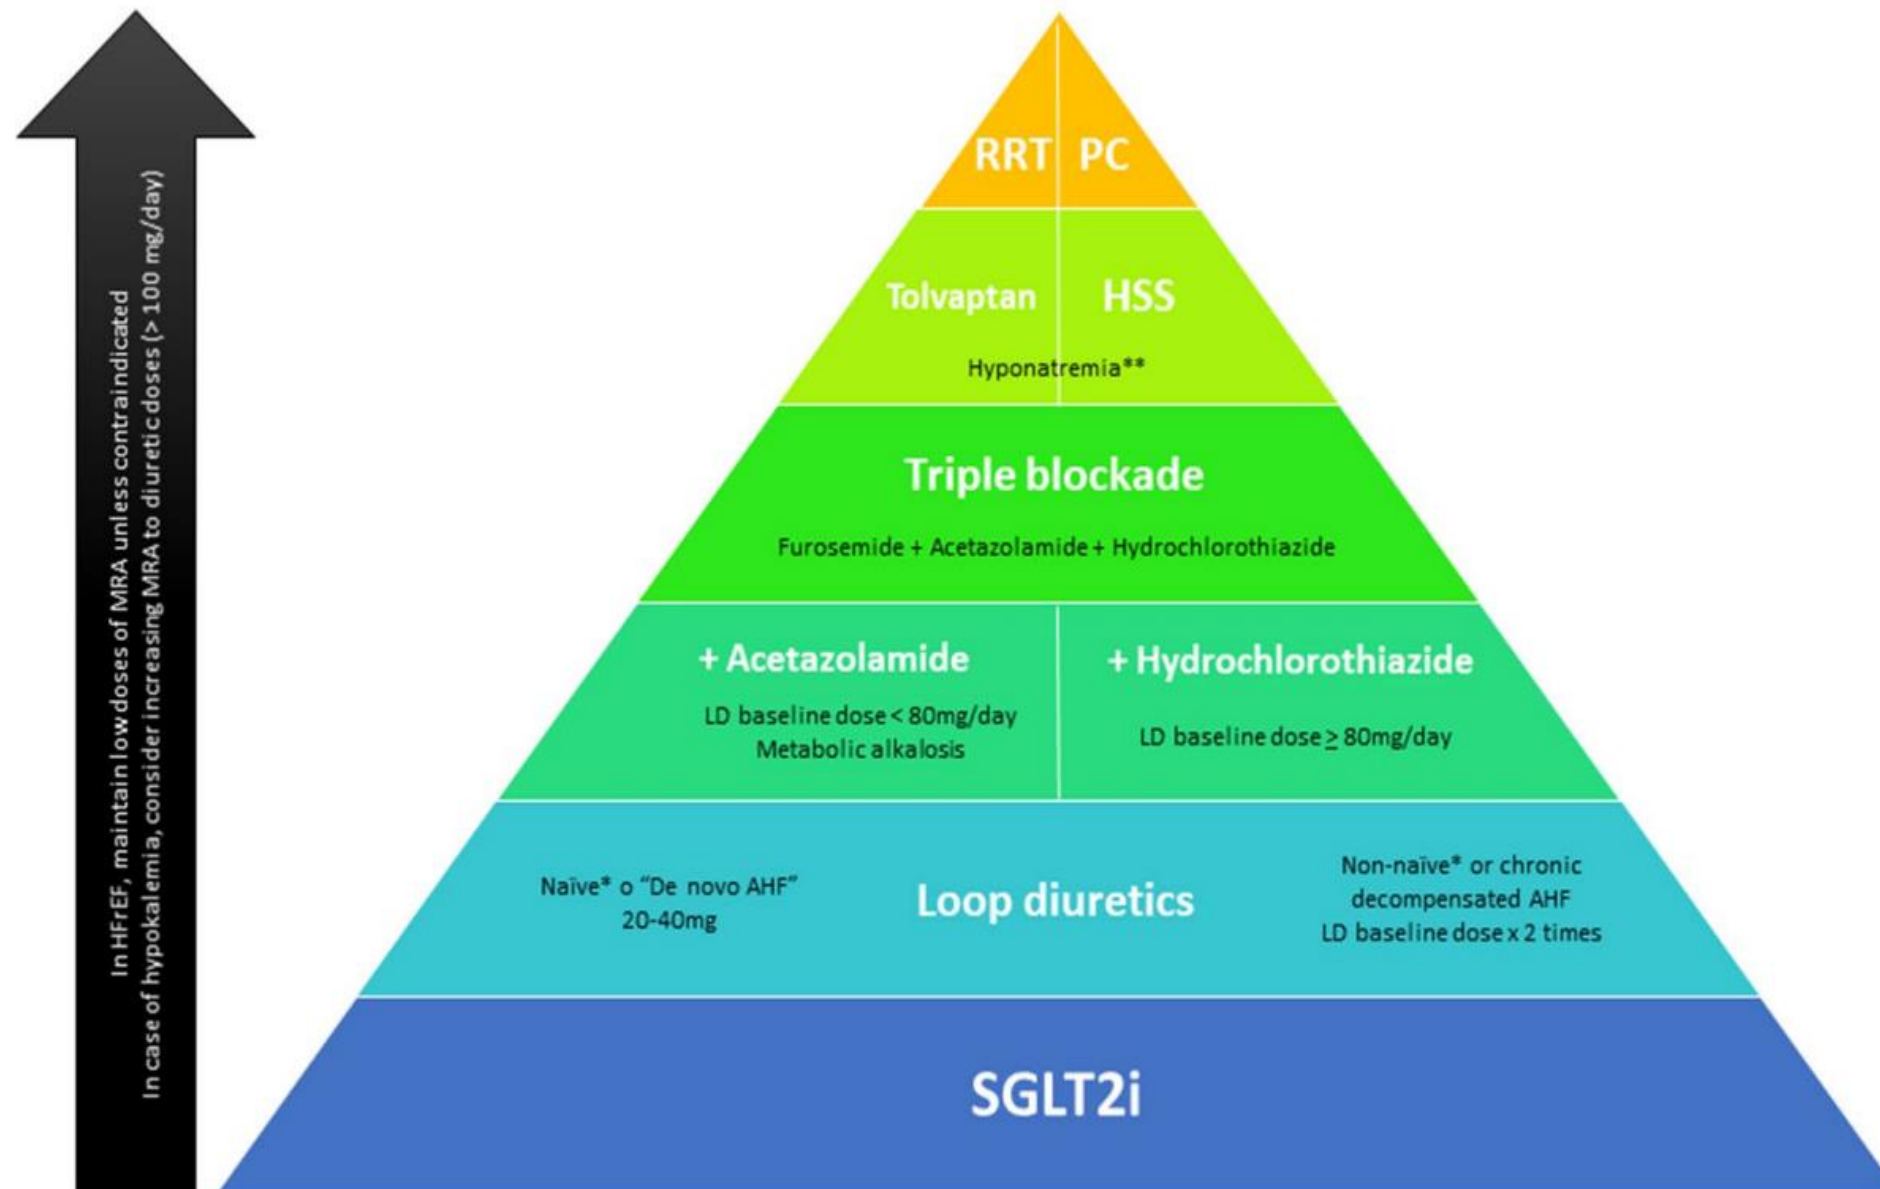 In HFrEF, maintain low doses of MRA unless contraindicated
In case of hypokalemia, consider increasing MRA to diuretic doses (> 100 mg/day)
RRT
PC
Tolvaptan
HSS
Hyponatremia**
Triple blockade
Furosemide + Acetazolamide + Hydrochlorothiazide
+ Acetazolamide
LD baseline dose < 80mg/day
Metabolic alkalosis
+ Hydrochlorothiazide
LD baseline dose ≥ 80mg/day
Naïve* o “De novo AHF”
20-40mg
Loop diuretics
Non-naïve* or chronic
decompensated AHF
LD baseline dose x 2 times
SGLT2i